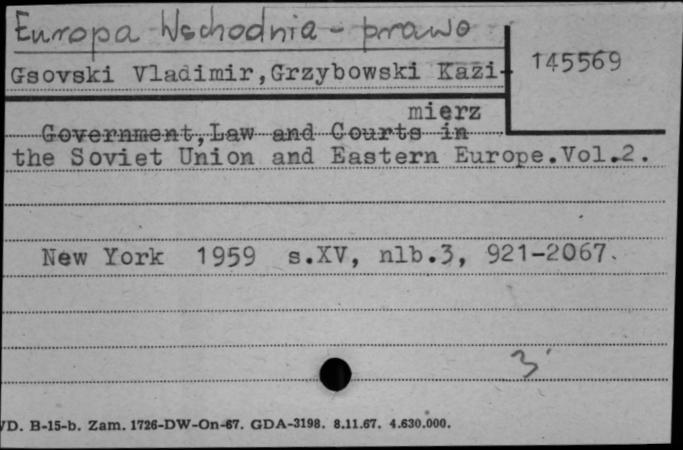 Europa Wschodnia - prawo
Gsovski Vladimir,Grzybowski Kazi-
145569
mierz
Government,Law and Courts in
the Soviet Union and Eastern Europe.Vol.2.
New York 1959 s.XV, nlb.3, 921-2067.
3
VD. B-15-b. Zam. 1726-DW-On-67. GDA-3198. 8.11.67. 4.630.000.